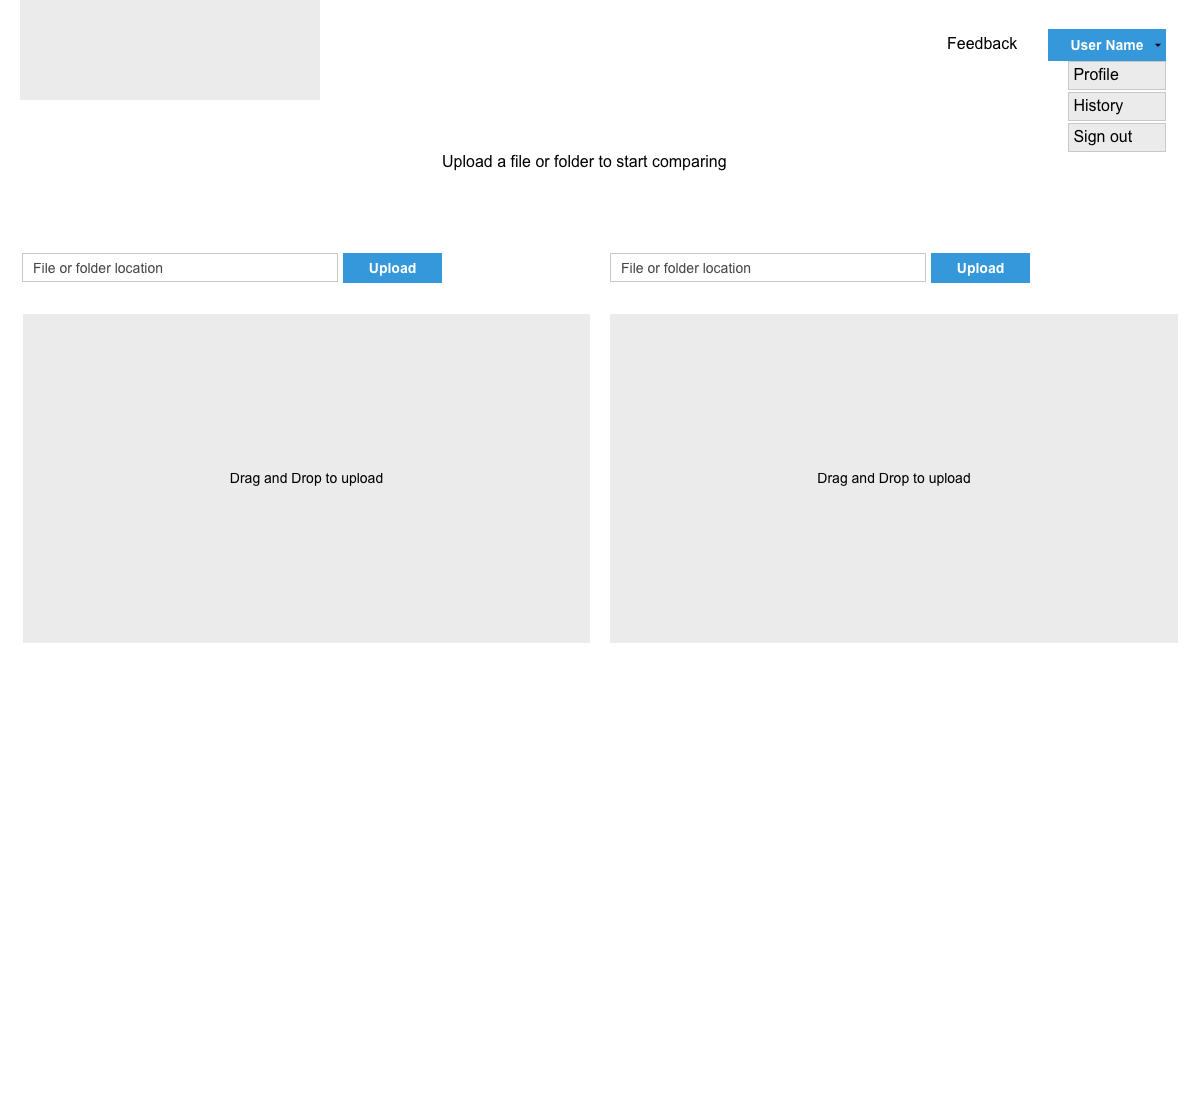 Feedback
User Name
Profile
History
Sign out
Upload a file or folder to start comparing
File or folder location
Upload
File or folder location
Upload
Drag and Drop to upload
Drag and Drop to upload